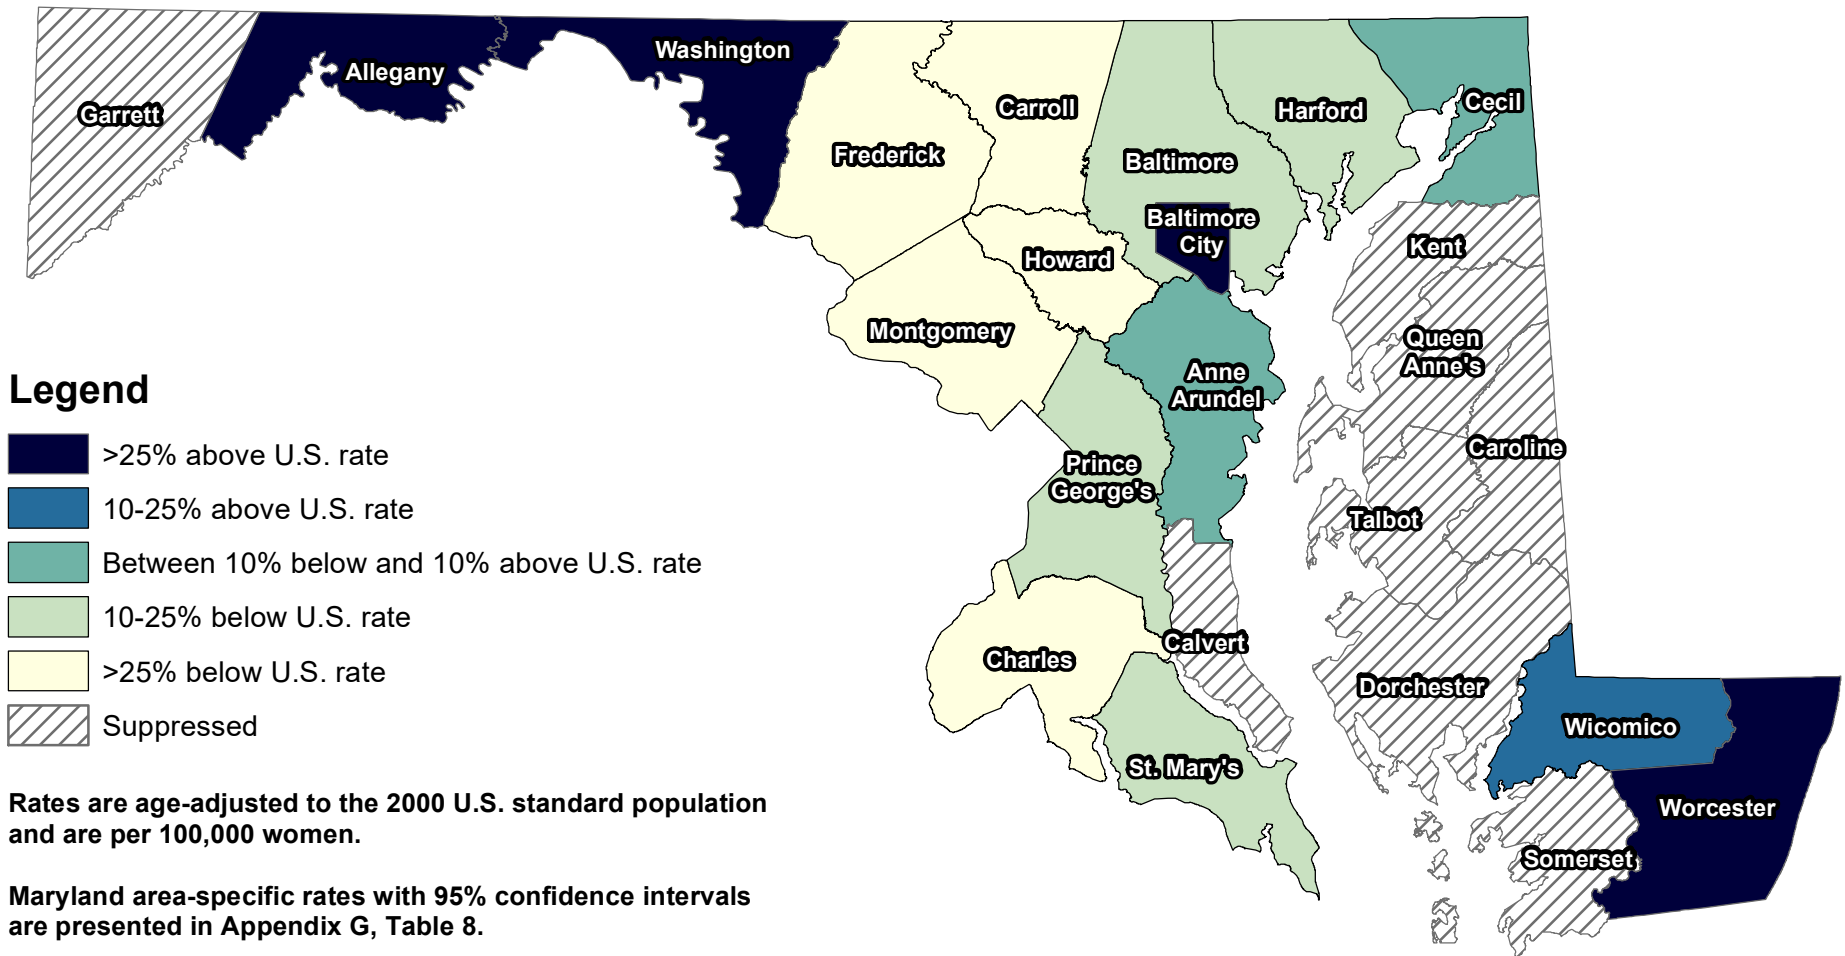 Garrett
Allegany
Washington
Frederick
Carroll
Baltimore
Harford
Cecil
Baltimore
City
Howard
Kent
Montgomery
Anne
Arundel
Queen
Anne's
Prince
George's
Caroline
Talbot
Calvert
Charles
Dorchester
Wicomico
St. Mary's
Worcester
Somerset
Legend
>25% above U.S. rate
10-25% above U.S. rate
Between 10% below and 10% above U.S. rate
10-25% below U.S. rate
>25% below U.S. rate
Suppressed
Rates are age-adjusted to the 2000 U.S. standard population
and are per 100,000 women.
Maryland area-specific rates with 95% confidence intervals
are presented in Appendix G, Table 8.